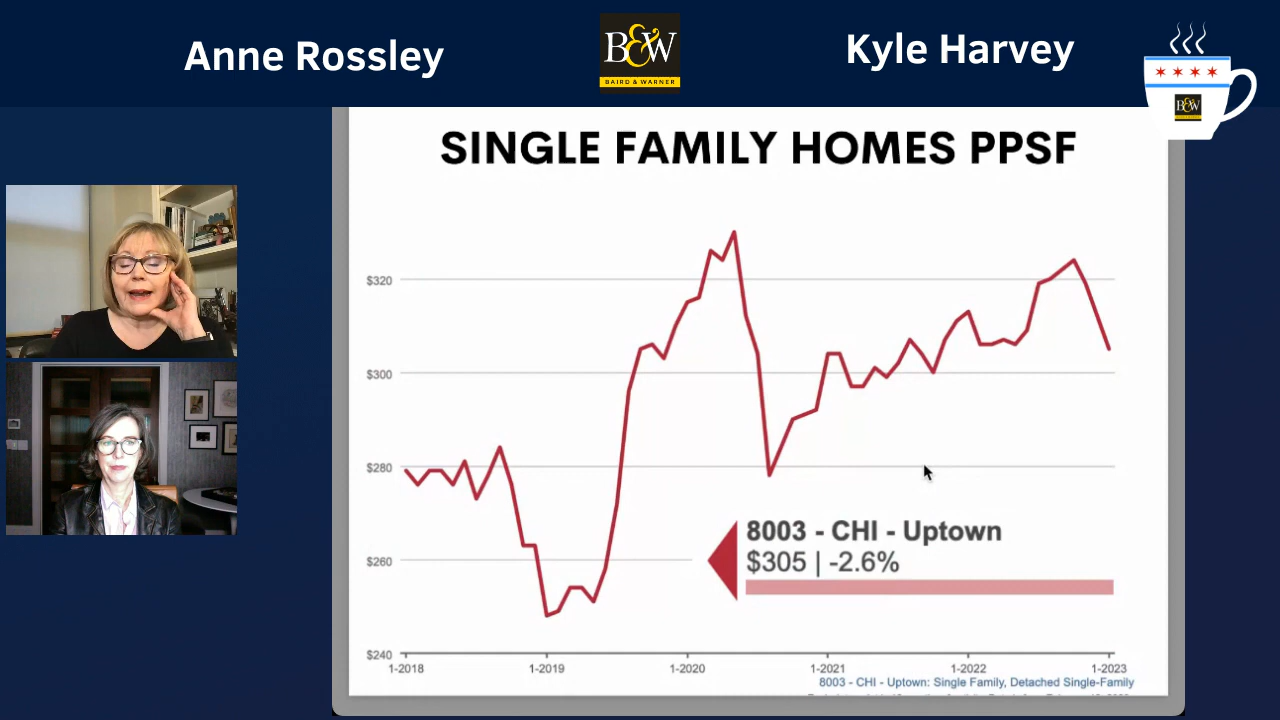 Anne Rossley
B&W
BAIRD & WARNER
Kyle Harvey
B&W
SINGLE FAMILY HOMES PPSF
$320
$300
$280
$260
$240
8003 - CHI - Uptown
$305 | -2.6%
1-2018
1-2019
1-2020
1-2021
1-2022
1-2023
8003 - CHI - Uptown: Single Family, Detached Single-Family